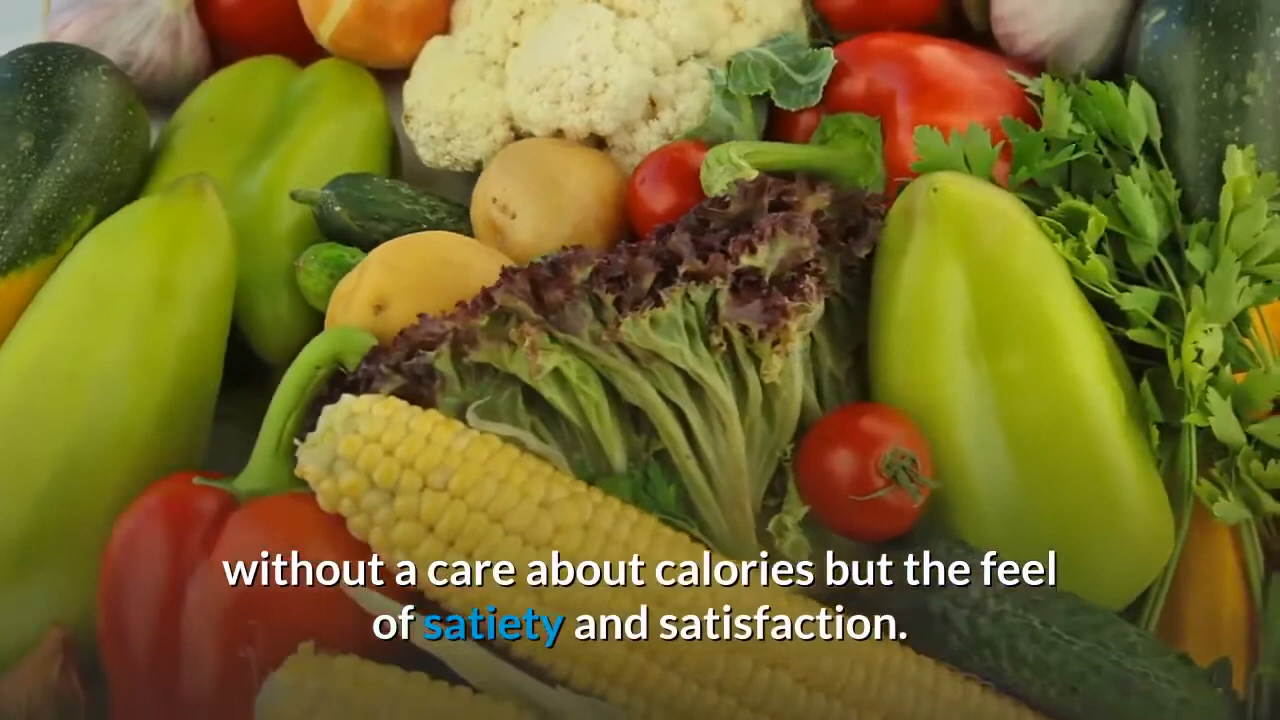 without a care about calories but the feel
of satiety and satisfaction.